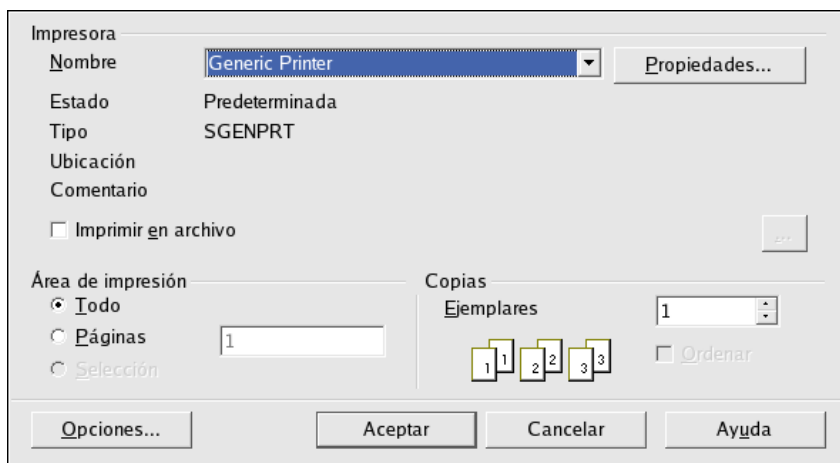 Impresora
Nombre Generic Printer Propiedades...
Estado Predeterminada
Tipo SGENPRT
Ubicación
Comentario
Imprimir en archivo ...
Área de impresión Copias
Todo Ejemplares 1
Páginas 1
1 1 2 2 3 3 Ordenar
Selección
Opciones... Aceptar Cancelar Ayuda